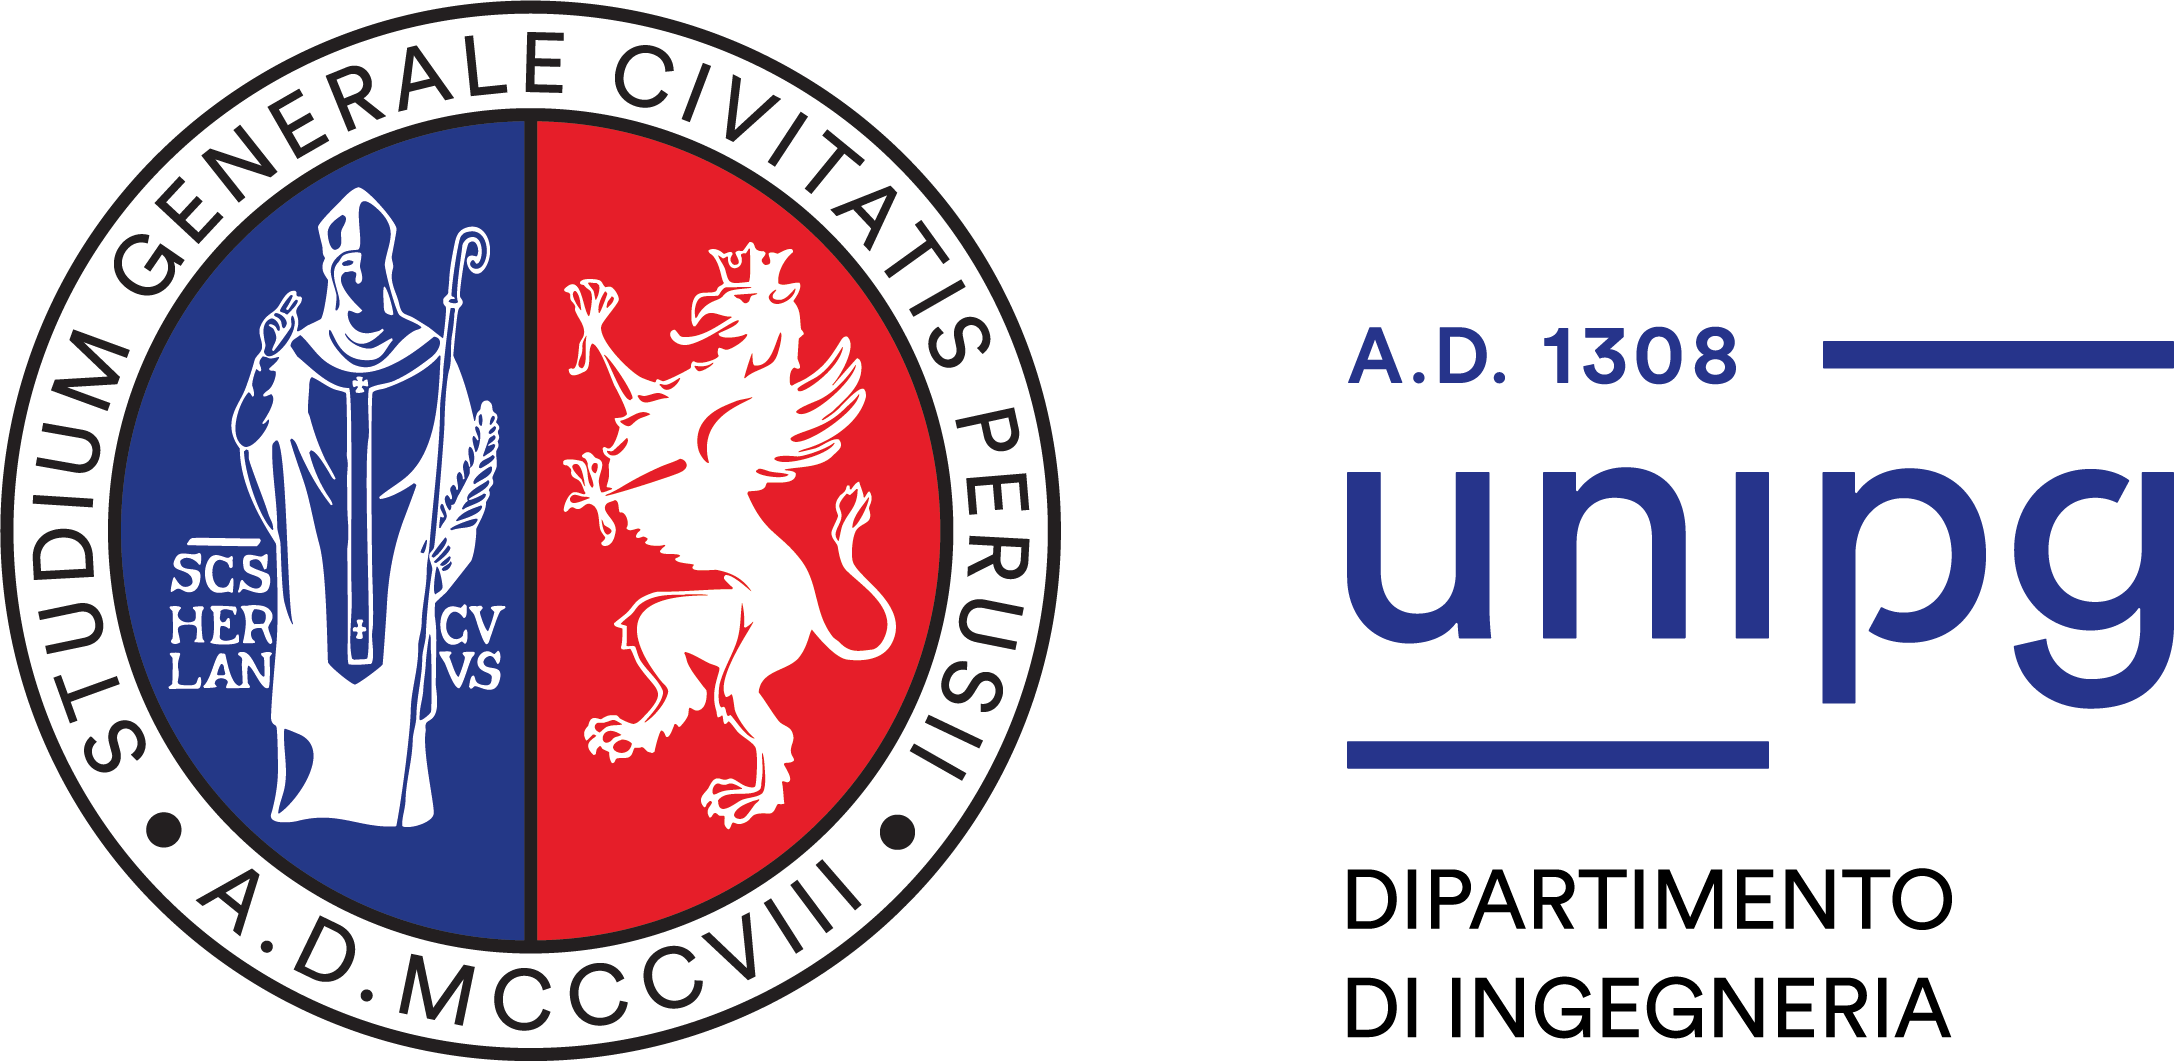 STUDIUM GENERALE CIVITATIS PERUSII
A.D.MCCCVIII
SCS
HER CV
LAN VS
A.D. 1308
unipg
DIPARTIMENTO
DI INGEGNERIA